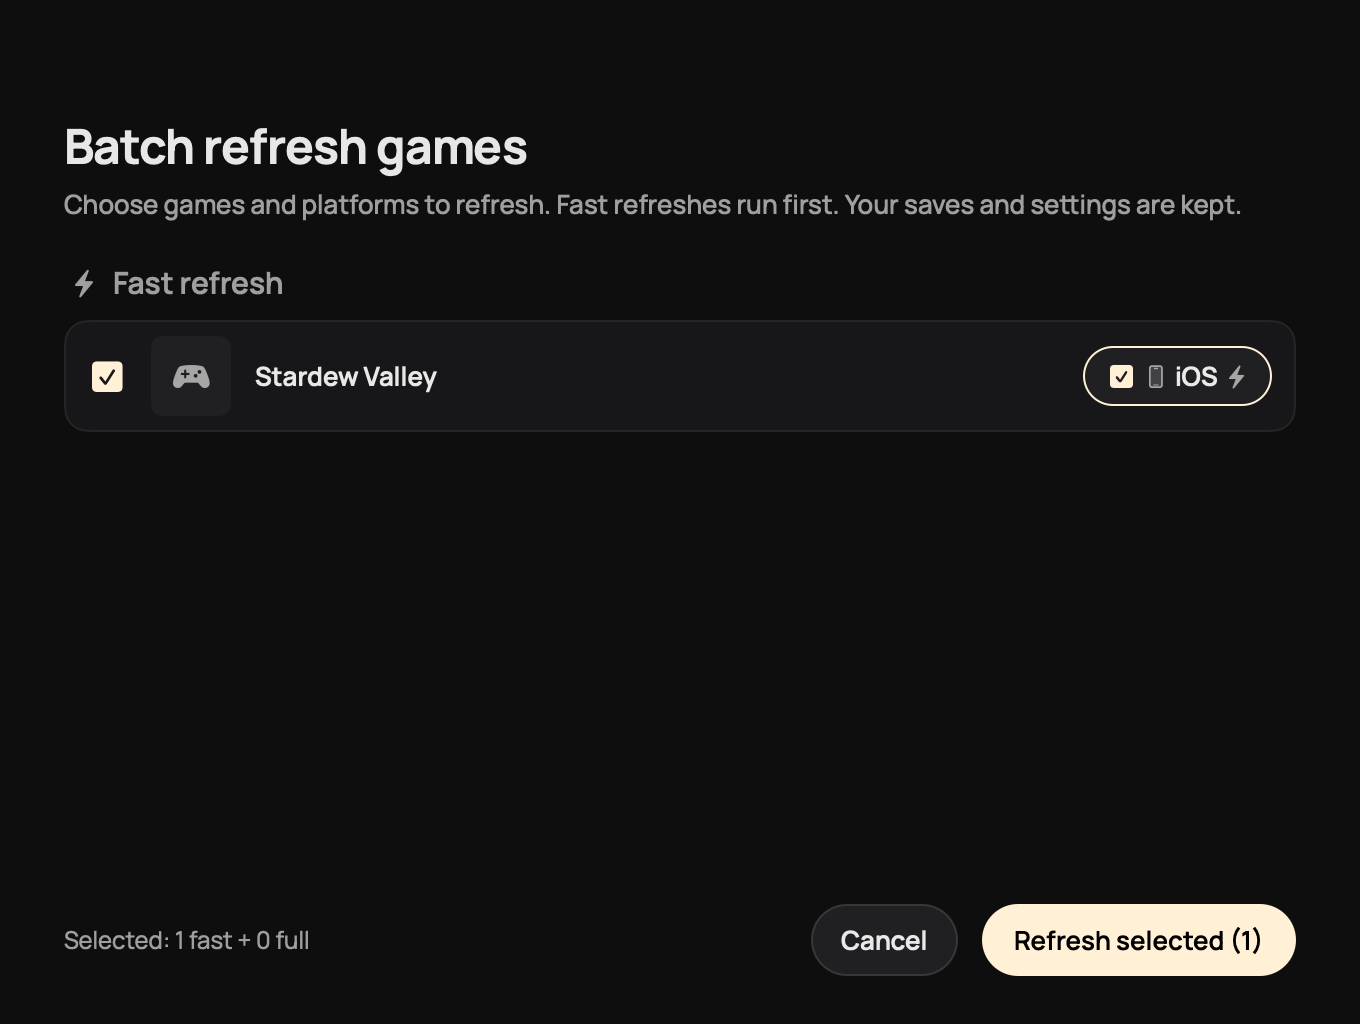 Batch refresh games
Choose games and platforms to refresh. Fast refreshes run first. Your saves and settings are kept.
Fast refresh
Stardew Valley
iOS
Selected: 1 fast + 0 full
Cancel
Refresh selected (1)